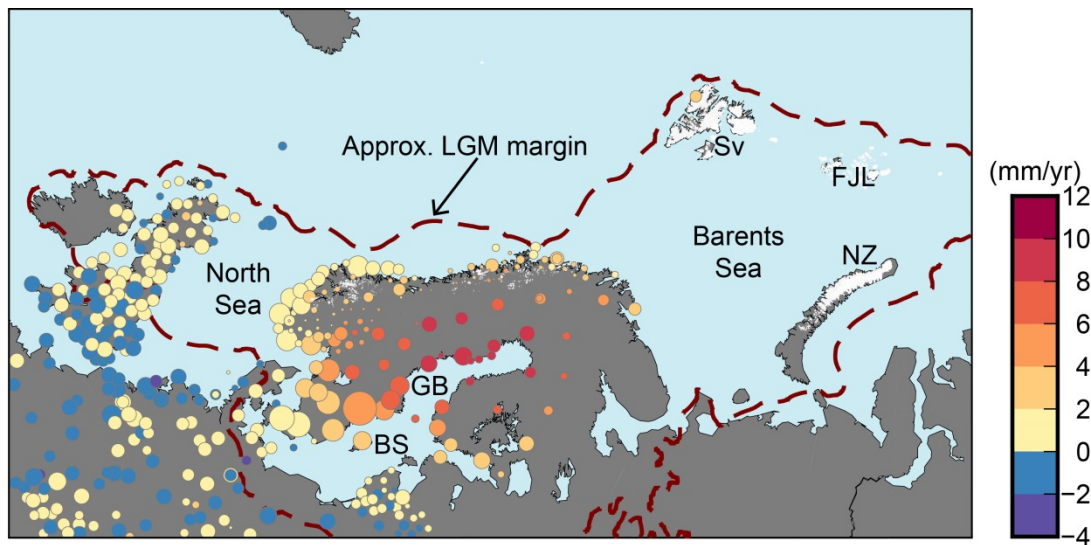 Approx. LGM margin
Sv
FJL
North
Sea
Barents
Sea
NZ
GB
BS
(mm/yr)
12
10
8
6
4
2
0
−2
−4